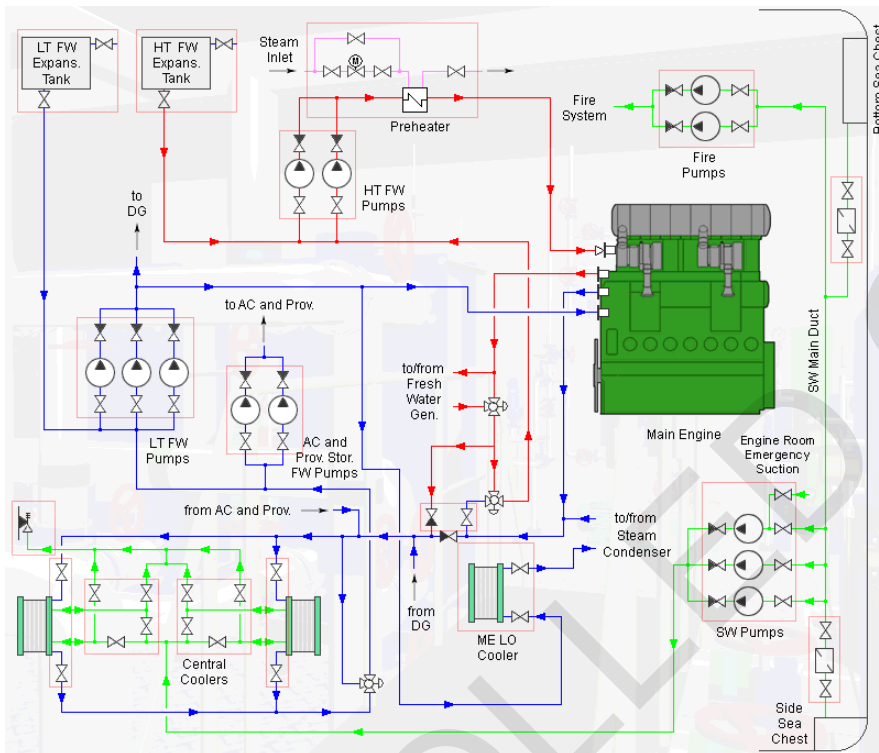 LT FW
Expans.
Tank
HT FW
Expans.
Tank
Steam
Inlet
M
Preheater
Fire
System
Fire
Pumps
Bottom Sea Chest
to
DG
HT FW
Pumps
to AC and Prov.
to/from
Fresh
Water
Gen.
SW Main Duct
Main Engine
LT FW
Pumps
AC and
Prov. Stor.
FW Pumps
Engine Room
Emergency
Suction
from AC and Prov.
to/from
Steam
Condenser
from
DG
ME LO
Cooler
SW Pumps
Central
Coolers
Side
Sea
Chest